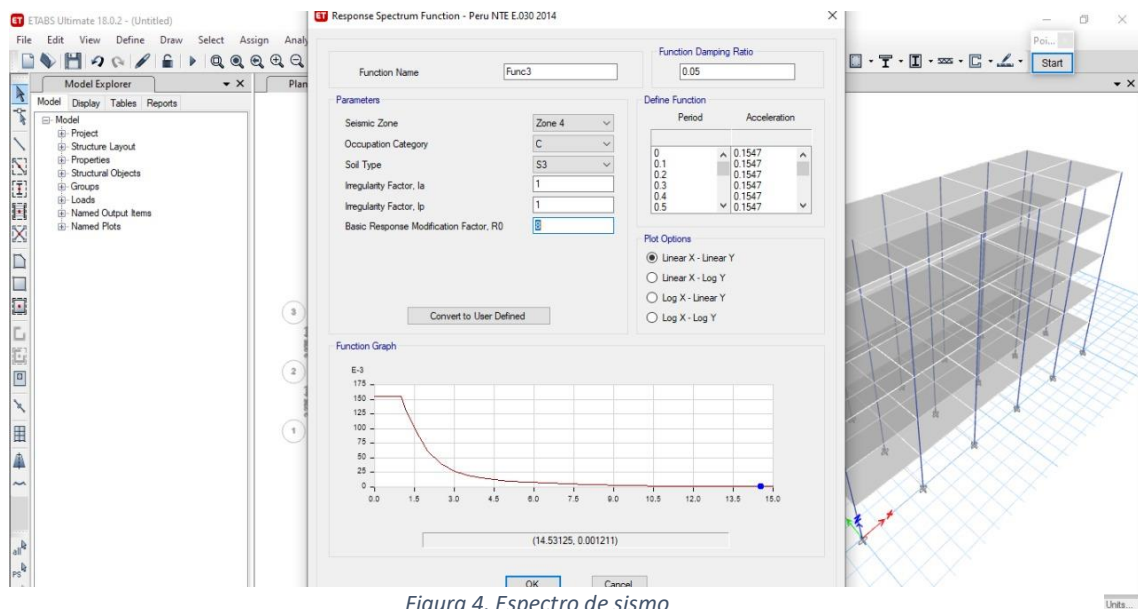 ETABS Ultimate 18.0.2 - (Untitled)
File Edit View Define Draw Select Assign Analy
Model Explorer
Model Display Tables Reports
Model
Project
Structure Layout
Properties
Structural Objects
Groups
Loads
Named Output Items
Named Plots
all
PS
Plan
3
2
1
Response Spectrum Function - Peru NTE E.030 2014
Function Name Func3
Function Damping Ratio
0.05
Parameters
Seismic Zone Zone 4
Occupation Category C
Soil Type S3
Irregularity Factor, Ia 1
Irregularity Factor, Ip 1
Basic Response Modification Factor, R0 8
Convert to User Defined
Define Function
Period Acceleration
0 0.1547
0.1 0.1547
0.2 0.1547
0.3 0.1547
0.4 0.1547
0.5 0.1547
Plot Options
Linear X - Linear Y
Linear X - Log Y
Log X - Linear Y
Log X - Log Y
Function Graph
E-3
175
150
125
100
75
50
25
0
0.0 1.5 3.0 4.5 6.0 7.5 9.0 10.5 12.0 13.5 15.0
(14.53125, 0.001211)
OK Cancel
Poi...
Start
Units...
Figura 4. Espectro de sismo